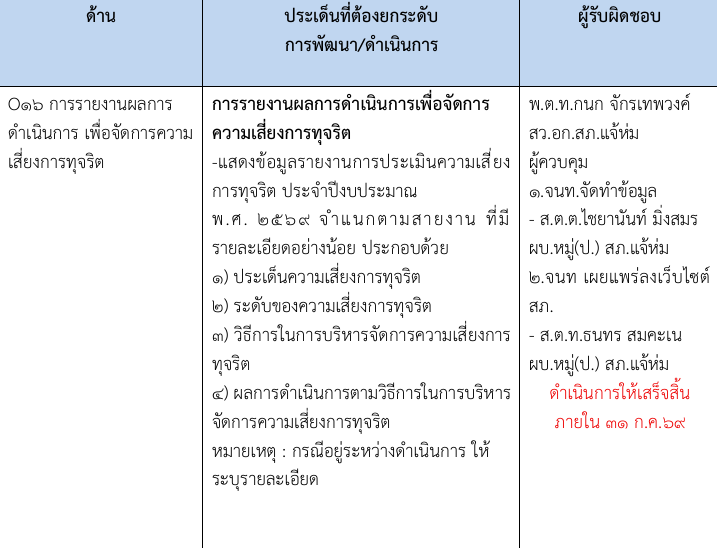 ด้าน
ประเด็นที่ต้องยกระดับ
การพัฒนา/ดำเนินการ
ผู้รับผิดชอบ
O๑๖ การรายงานผลการ
ดำเนินการ เพื่อจัดการความ
เสี่ยงการทุจริต
การรายงานผลการดำเนินการเพื่อจัดการ
ความเสี่ยงการทุจริต
-แสดงข้อมูลรายงานการประเมินความเสี่ยง
การทุจริต ประจำปีงบประมาณ
พ.ศ. ๒๕๖๙ จำแนกตามสายงาน ที่มี
รายละเอียดอย่างน้อย ประกอบด้วย
๑) ประเด็นความเสี่ยงการทุจริต
๒) ระดับของความเสี่ยงการทุจริต
๓) วิธีการในการบริหารจัดการความเสี่ยงการ
ทุจริต
๔) ผลการดำเนินการตามวิธีการในการบริหาร
จัดการความเสี่ยงการทุจริต
หมายเหตุ : กรณีอยู่ระหว่างดำเนินการ ให้
ระบุรายละเอียด
พ.ต.ท.กนก จักรเทพวงค์
สว.อก.สภ.แจ้ห่ม
ผู้ควบคุม
๑.จนท.จัดทำข้อมูล
- ส.ต.ต.ไชยานันท์ มิ่งสมร
ผบ.หมู่(ป.) สภ.แจ้ห่ม
๒.จนท เผยแพร่ลงเว็บไซต์
สภ.
- ส.ต.ท.ธนทร สมคะเน
ผบ.หมู่(ป.) สภ.แจ้ห่ม
ดำเนินการให้เสร็จสิ้น
ภายใน ๓๑ ก.ค.๖๙